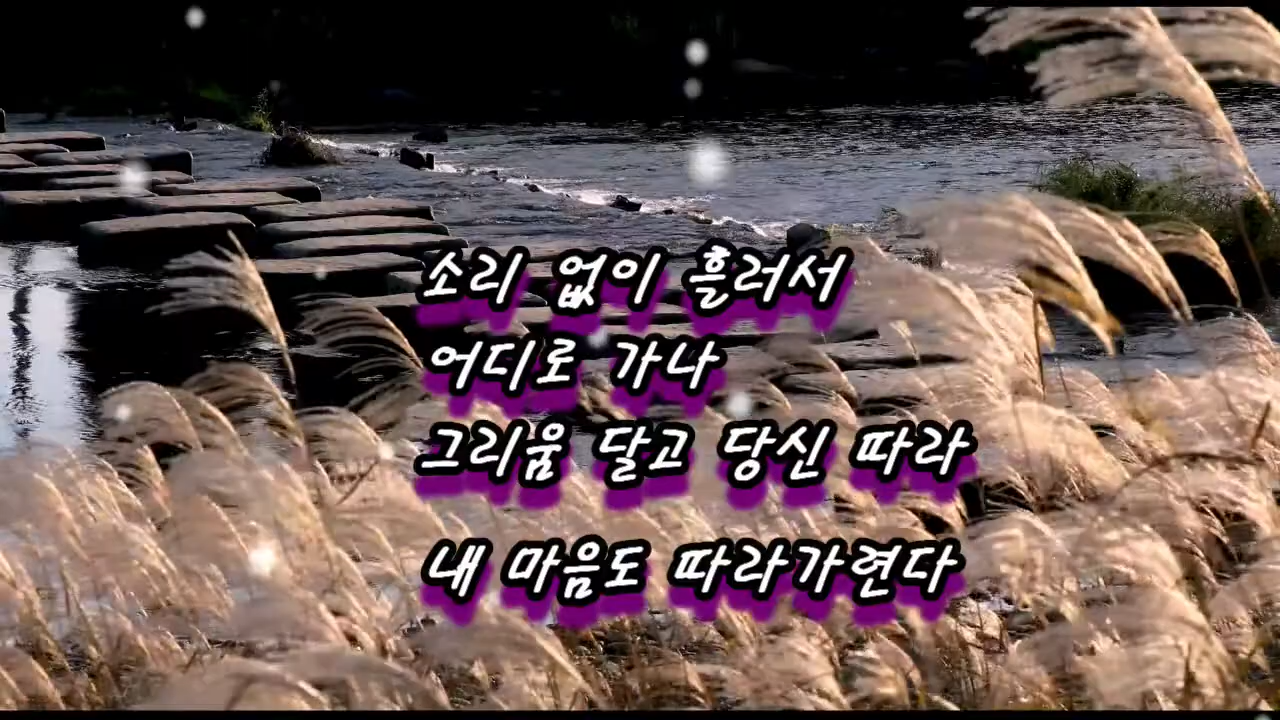 소리 없이 흘러서
어디로 가나
그리움 달고 당신 따라
내 마음도 따라가련다